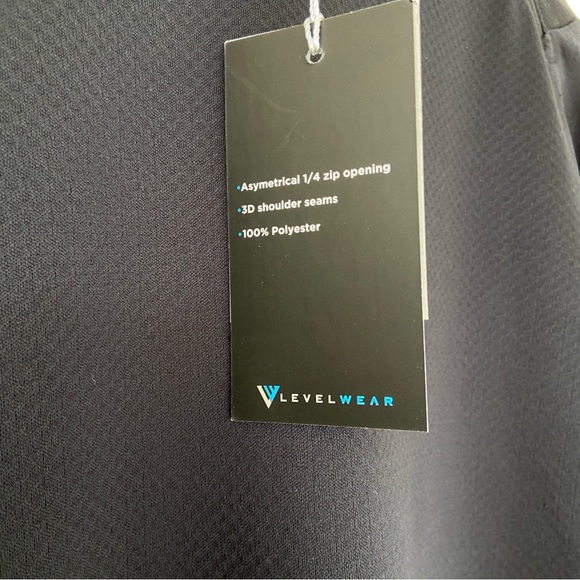 •Asymetrical 1/4 zip opening
•3D shoulder seams
•100% Polyester
LEVELWEAR